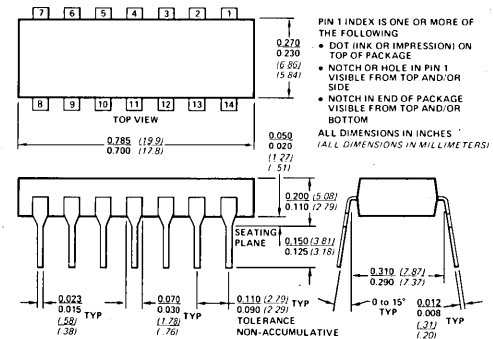 7 6 5 4 3 2 1
8 9 10 11 12 13 14
TOP VIEW
0.270
0.230
(6.86)
(5.84)
0.785 (19.9)
0.700 (17.8)
PIN 1 INDEX IS ONE OR MORE OF
THE FOLLOWING
• DOT (INK OR IMPRESSION) ON
TOP OF PACKAGE
• NOTCH OR HOLE IN PIN 1
VISIBLE FROM TOP AND/OR
SIDE
• NOTCH IN END OF PACKAGE
VISIBLE FROM TOP AND/OR
BOTTOM
ALL DIMENSIONS IN INCHES
(ALL DIMENSIONS IN MILLIMETERS)
0.050
0.020
(1.27)
(.51)
0.200 (5.08)
0.110 (2.79)
SEATING
PLANE
0.150 (3.81)
0.125 (3.18)
0.023
0.015 TYP
(.58)
(.38)
0.070
0.030 TYP
(1.78)
(.76)
0.110 (2.79) TYP
0.090 (2.29)
TOLERANCE
NON-ACCUMULATIVE
0.310 (7.87)
0.290 (7.37)
0 to 15°
TYP
0.012
0.008 TYP
(.31)
(.20)